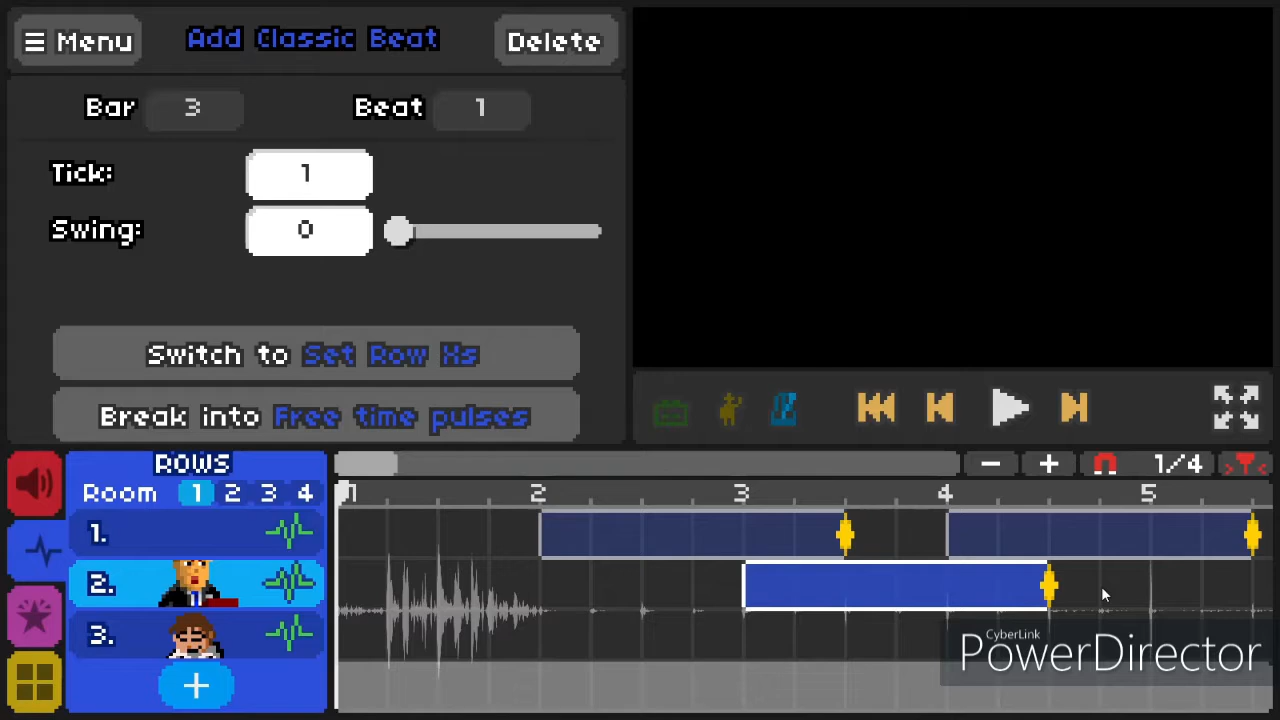 ☰ Menu
Add Classic Beat
Delete
Bar 3
Beat 1
Tick: 1
Swing: 0
Switch to Set Row Xs
Break into Free time pulses
ROWS
Room 1 2 3 4
1/4
1 2 3 4 5
1.
2.
3.
CyberLink
PowerDirector